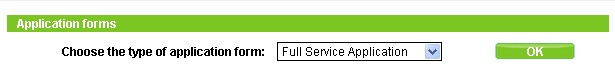 Application forms
Choose the type of application form: Full Service Application OK